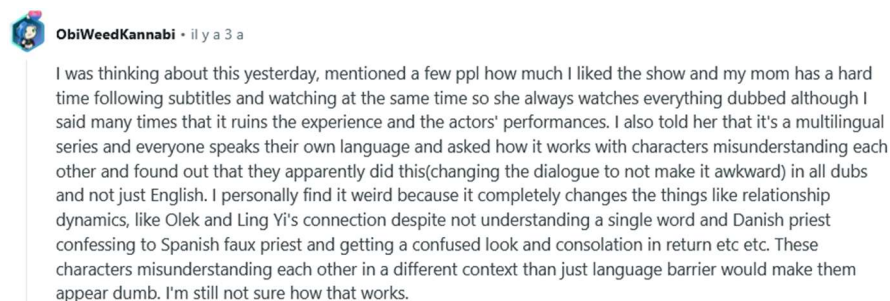 ObiWeedKannabi • il y a 3 a
I was thinking about this yesterday, mentioned a few ppl how much I liked the show and my mom has a hard
time following subtitles and watching at the same time so she always watches everything dubbed although I
said many times that it ruins the experience and the actors' performances. I also told her that it's a multilingual
series and everyone speaks their own language and asked how it works with characters misunderstanding each
other and found out that they apparently did this(changing the dialogue to not make it awkward) in all dubs
and not just English. I personally find it weird because it completely changes the things like relationship
dynamics, like Olek and Ling Yi's connection despite not understanding a single word and Danish priest
confessing to Spanish faux priest and getting a confused look and consolation in return etc etc. These
characters misunderstanding each other in a different context than just language barrier would make them
appear dumb. I'm still not sure how that works.